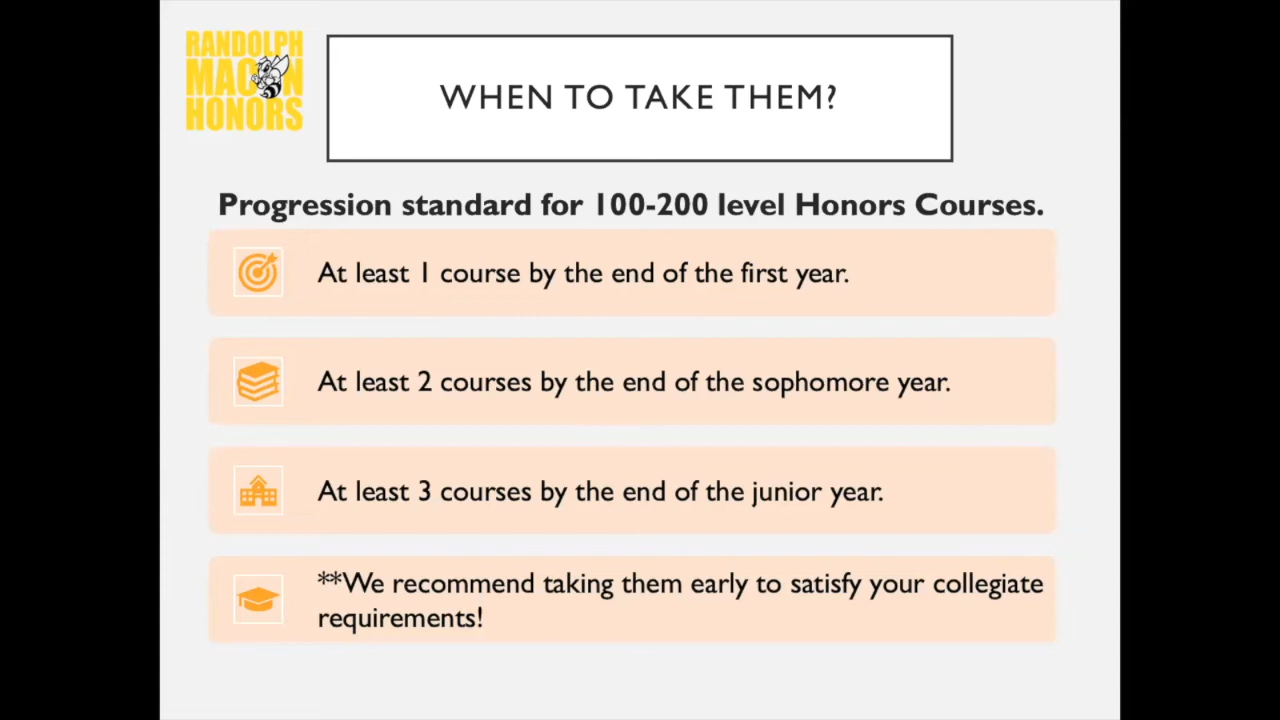 RANDOLPH
MACON
HONORS
WHEN TO TAKE THEM?
Progression standard for 100-200 level Honors Courses.
At least 1 course by the end of the first year.
At least 2 courses by the end of the sophomore year.
At least 3 courses by the end of the junior year.
**We recommend taking them early to satisfy your collegiate
requirements!